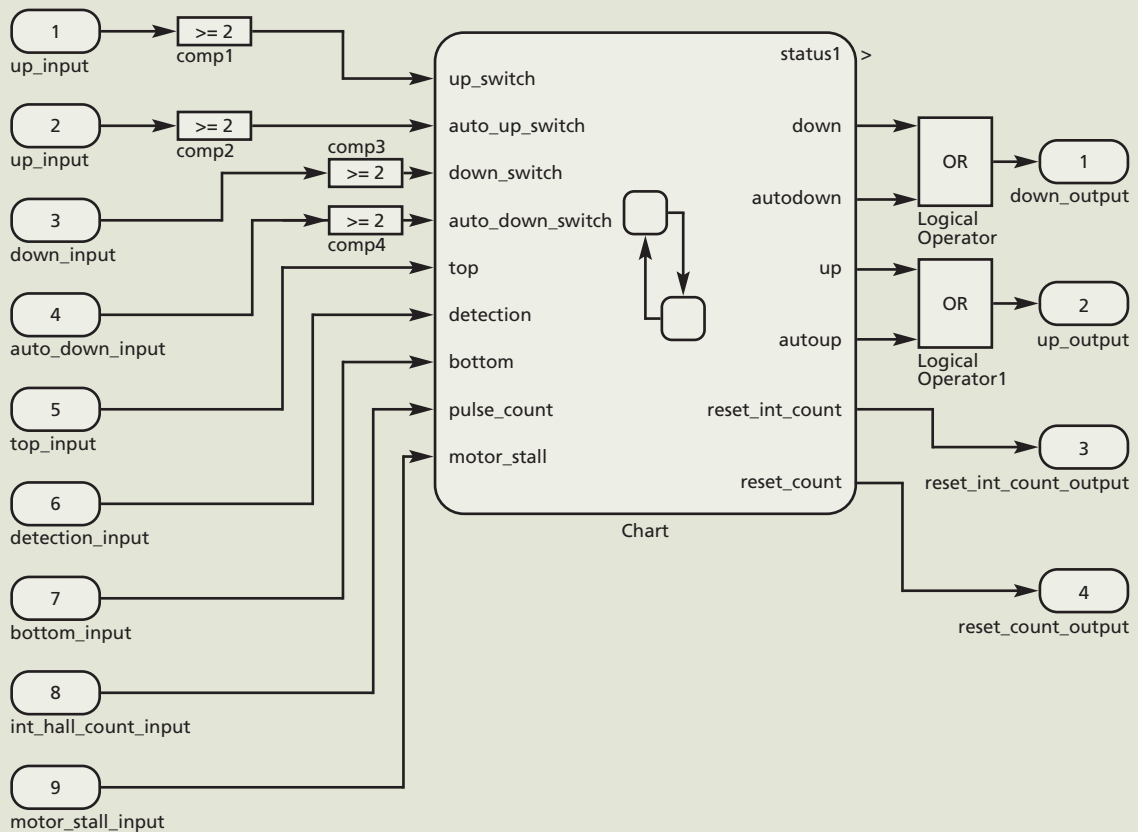 1
>= 2
up_input
comp1
2
>= 2
up_input
comp2
3
comp3
>= 2
down_input
4
>= 2
comp4
auto_down_input
5
top_input
6
detection_input
7
bottom_input
8
int_hall_count_input
9
motor_stall_input
up_switch
auto_up_switch
down_switch
auto_down_switch
top
detection
bottom
pulse_count
motor_stall
status1 >
down
autodown
up
autoup
reset_int_count
reset_count
Chart
OR
Logical
Operator
OR
Logical
Operator1
1
down_output
2
up_output
3
reset_int_count_output
4
reset_count_output